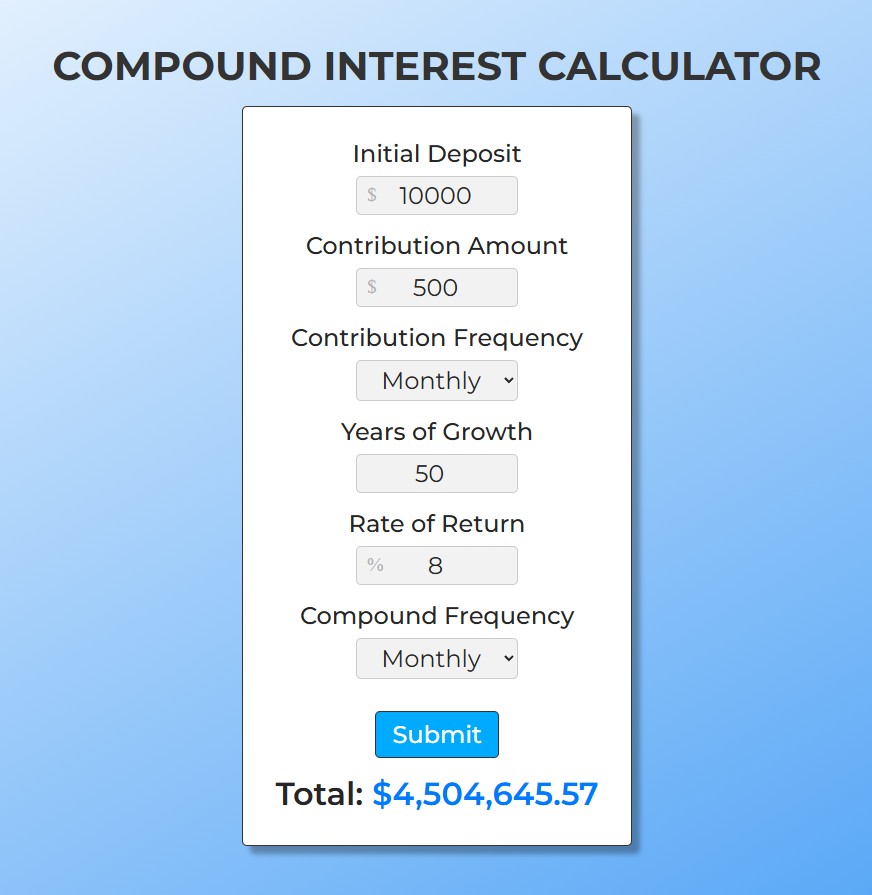 COMPOUND INTEREST CALCULATOR
Initial Deposit
$ 10000
Contribution Amount
$ 500
Contribution Frequency
Monthly
Years of Growth
50
Rate of Return
% 8
Compound Frequency
Monthly
Submit
Total: $4,504,645.57